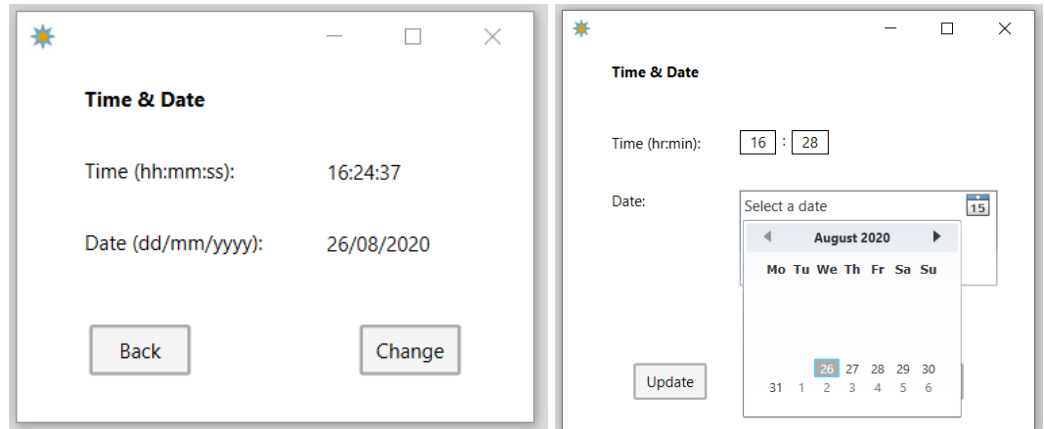 Time & Date
Time (hh:mm:ss): 16:24:37
Date (dd/mm/yyyy): 26/08/2020
Back Change
Time & Date
Time (hr:min): 16 : 28
Date: Select a date 15
August 2020
Mo Tu We Th Fr Sa Su
26 27 28 29 30
31 1 2 3 4 5 6
Update